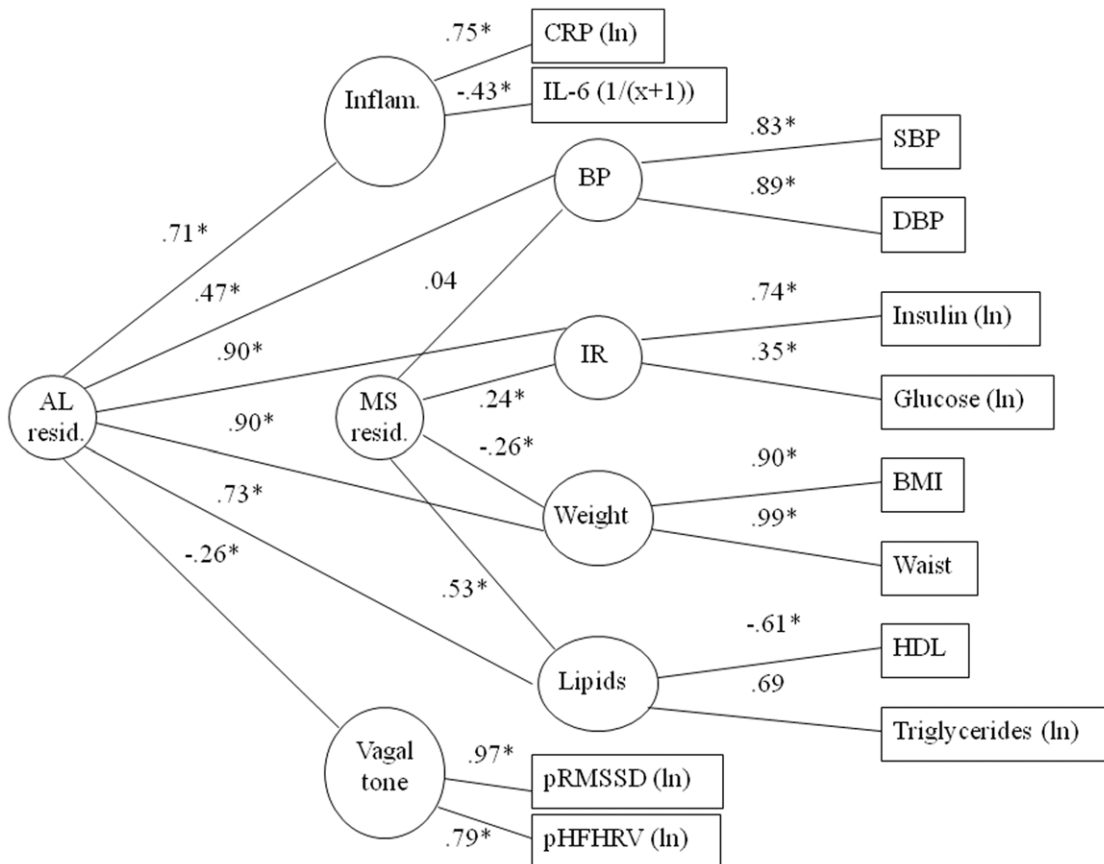 .75*
CRP (ln)
Inflam.
-.43*
IL-6 (1/(x+1))
.83*
SBP
BP
.89*
DBP
.71*
.47*
.04
.74*
Insulin (ln)
.90*
IR
.35*
Glucose (ln)
AL
resid.
MS
resid.
.24*
.90*
-.26*
.90*
BMI
.73*
Weight
.99*
Waist
-.26*
.53*
-.61*
HDL
Lipids
.69
Triglycerides (ln)
Vagal
tone
.97*
pRMSSD (ln)
.79*
pHFHRV (ln)